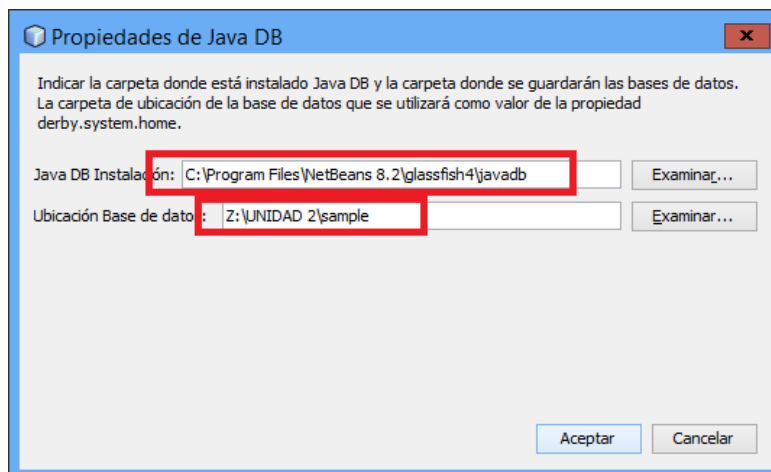 Propiedades de Java DB
Indicar la carpeta donde está instalado Java DB y la carpeta donde se guardarán las bases de datos.
La carpeta de ubicación de la base de datos que se utilizará como valor de la propiedad
derby.system.home.
Java DB Instalación: C:\Program Files\NetBeans 8.2\glassfish4\javadb Examinar...
Ubicación Base de datos: Z:\UNIDAD 2\sample Examinar...
Aceptar Cancelar